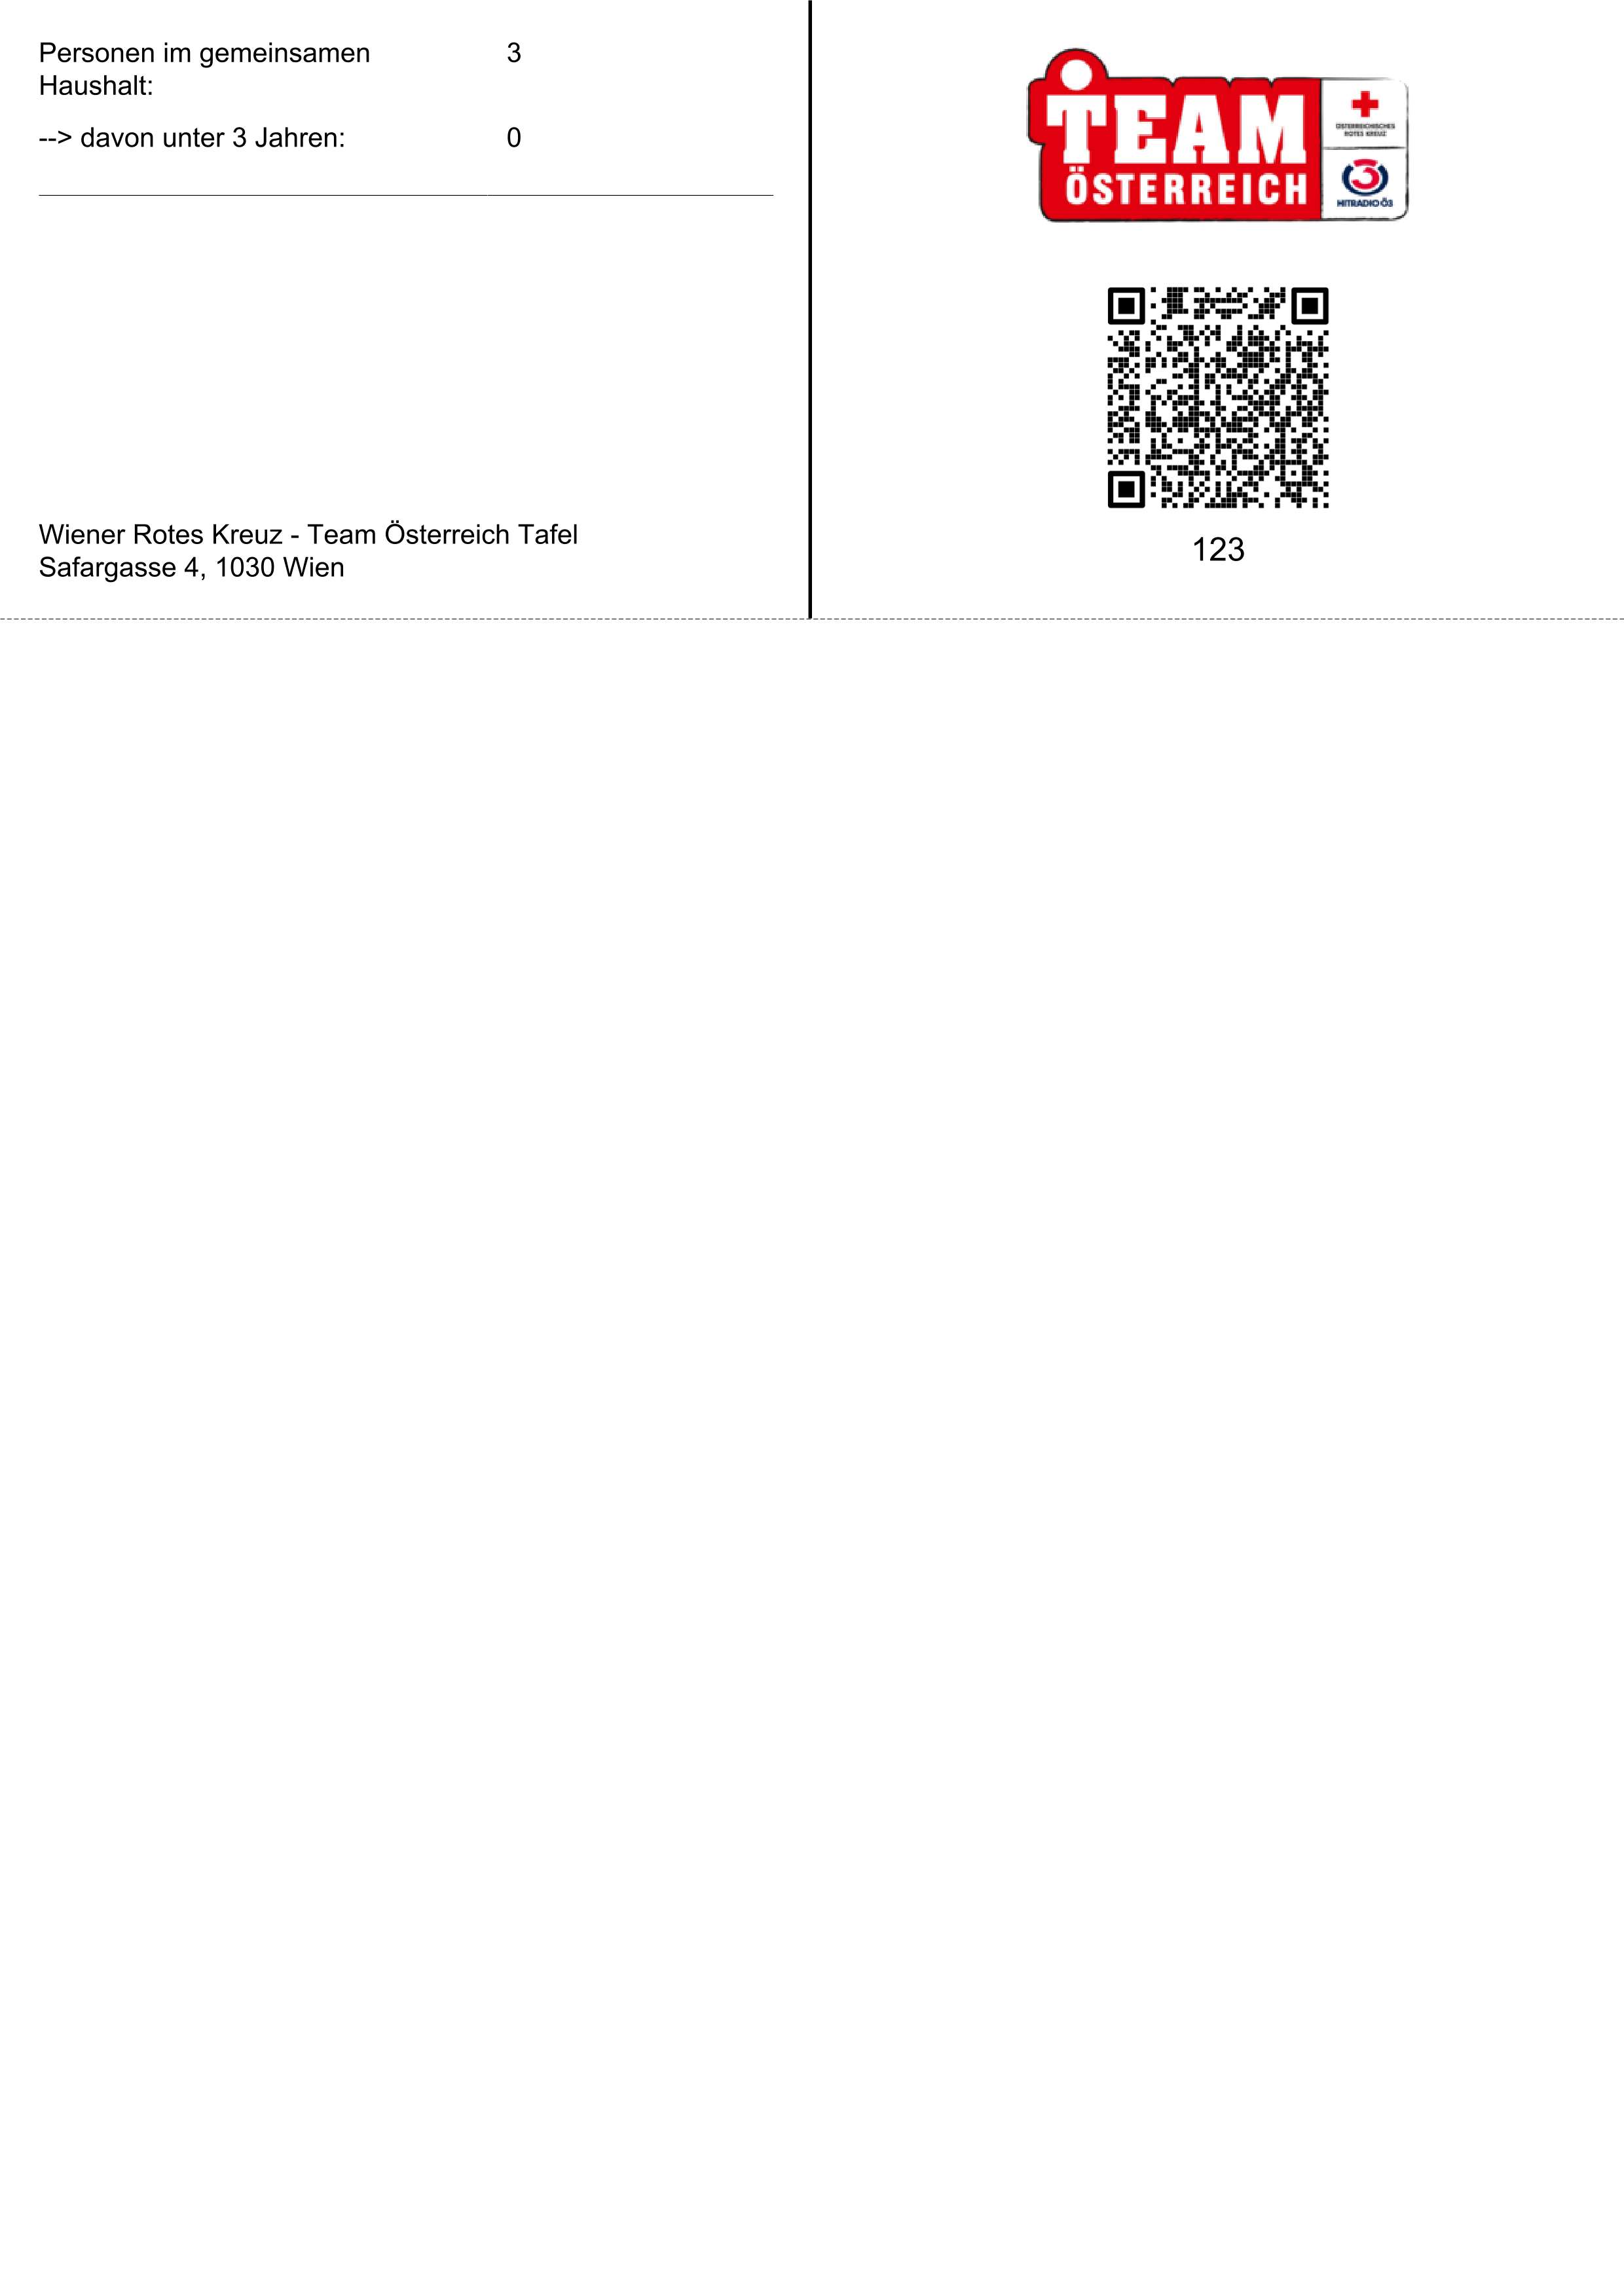 Personen im gemeinsamen 3
Haushalt:
--> davon unter 3 Jahren: 0
Wiener Rotes Kreuz - Team Österreich Tafel
Safargasse 4, 1030 Wien
TEAM
ÖSTERREICH
ÖSTERREICHISCHES
ROTES KREUZ
3
HITRADIO Ö3
123